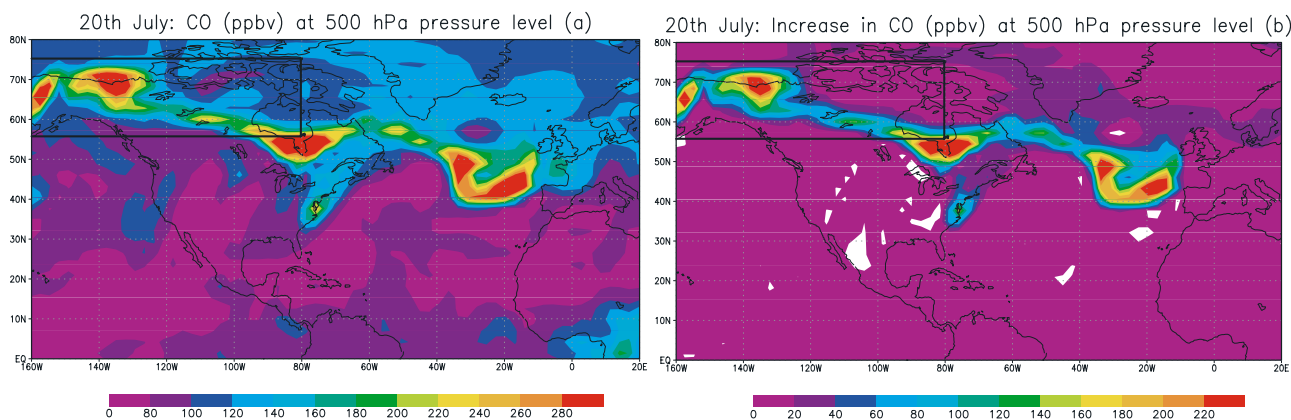 20th July: CO (ppbv) at 500 hPa pressure level (a)
80N
70N
60N
50N
40N
30N
20N
10N
EQ
160W 140W 120W 100W 80W 60W 40W 20W 0 20E
0 80 100 120 140 160 180 200 220 240 260 280
20th July: Increase in CO (ppbv) at 500 hPa pressure level (b)
80N
70N
60N
50N
40N
30N
20N
10N
EQ
160W 140W 120W 100W 80W 60W 40W 20W 0 20E
0 20 40 60 80 100 120 140 160 180 200 220